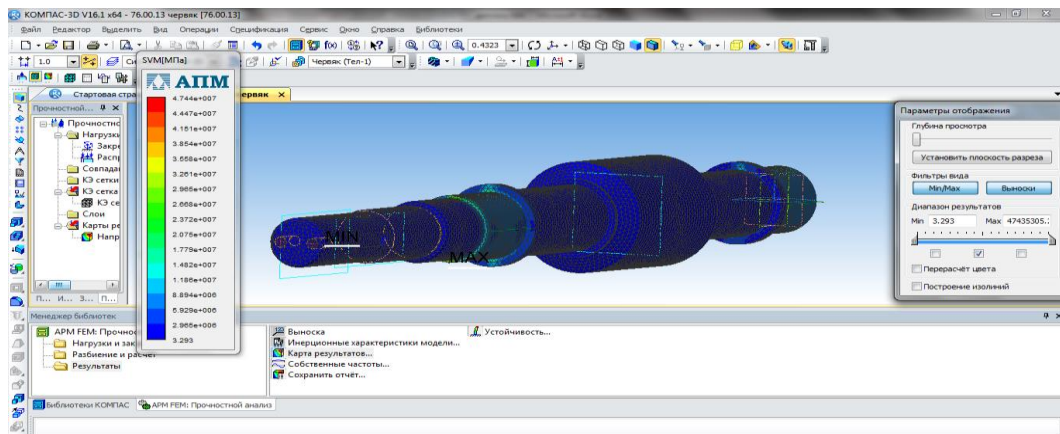 КОМПАС-3D V16.1 x64 - 76.00.13 червяк [76.00.13]
Файл Редактор Выделить Вид Операции Спецификация Сервис Окно Справка Библиотеки
0.4323
1.0
Червяк (Тел-1)
SVM[МПа]
АПМ
4.744e+007
4.447e+007
4.151e+007
3.854e+007
3.558e+007
3.261e+007
2.965e+007
2.668e+007
2.372e+007
2.075e+007
1.779e+007
1.482e+007
1.186e+007
8.894e+006
5.929e+006
2.965e+006
3.293
Стартовая стра
ервяк
Прочностной...
Прочностно
Нагрузки
Закре
Распр
Совпада
КЭ сетки
КЭ сетка
КЭ се
Слои
Карты ре
Напр
П... И... З... П...
MIN
MAX
Параметры отображения
Глубина просмотра
Установить плоскость разреза
Фильтры вида
Min/Max Выноски
Диапазон результатов
Min 3.293 Max 47435305.
Перерасчёт цвета
Построение изолиний
Менеджер библиотек
APM FEM: Прочнос
Нагрузки и зак
Разбиение и расчет
Результаты
Выноска
Инерционные характеристики модели...
Карта результатов...
Собственные частоты...
Сохранить отчёт...
Устойчивость...
Библиотеки КОМПАС APM FEM: Прочностной анализ